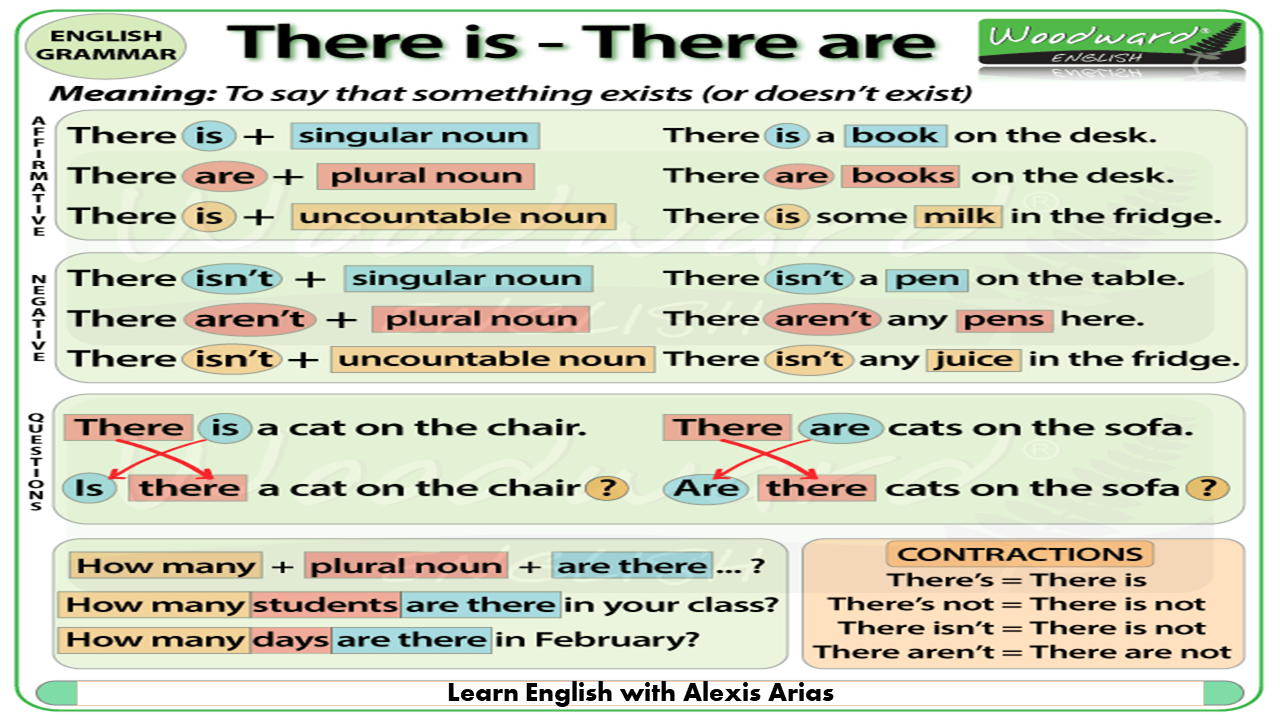 ENGLISH
GRAMMAR
There is - There are
Woodward®
ENGLISH
Meaning: To say that something exists (or doesn't exist)
AFFIRMATIVE
There is + singular noun
There is a book on the desk.
There are + plural noun
There are books on the desk.
There is + uncountable noun
There is some milk in the fridge.
NEGATIVE
There isn't + singular noun
There isn't a pen on the table.
There aren't + plural noun
There aren't any pens here.
There isn't + uncountable noun
There isn't any juice in the fridge.
QUESTIONS
There is a cat on the chair.
Is there a cat on the chair ?
There are cats on the sofa.
Are there cats on the sofa ?
How many + plural noun + are there ... ?
How many students are there in your class?
How many days are there in February?
CONTRACTIONS
There's = There is
There's not = There is not
There isn't = There is not
There aren't = There are not
Woodward®
ENGLISH
Woodward®
ENGLISH
Learn English with Alexis Arias